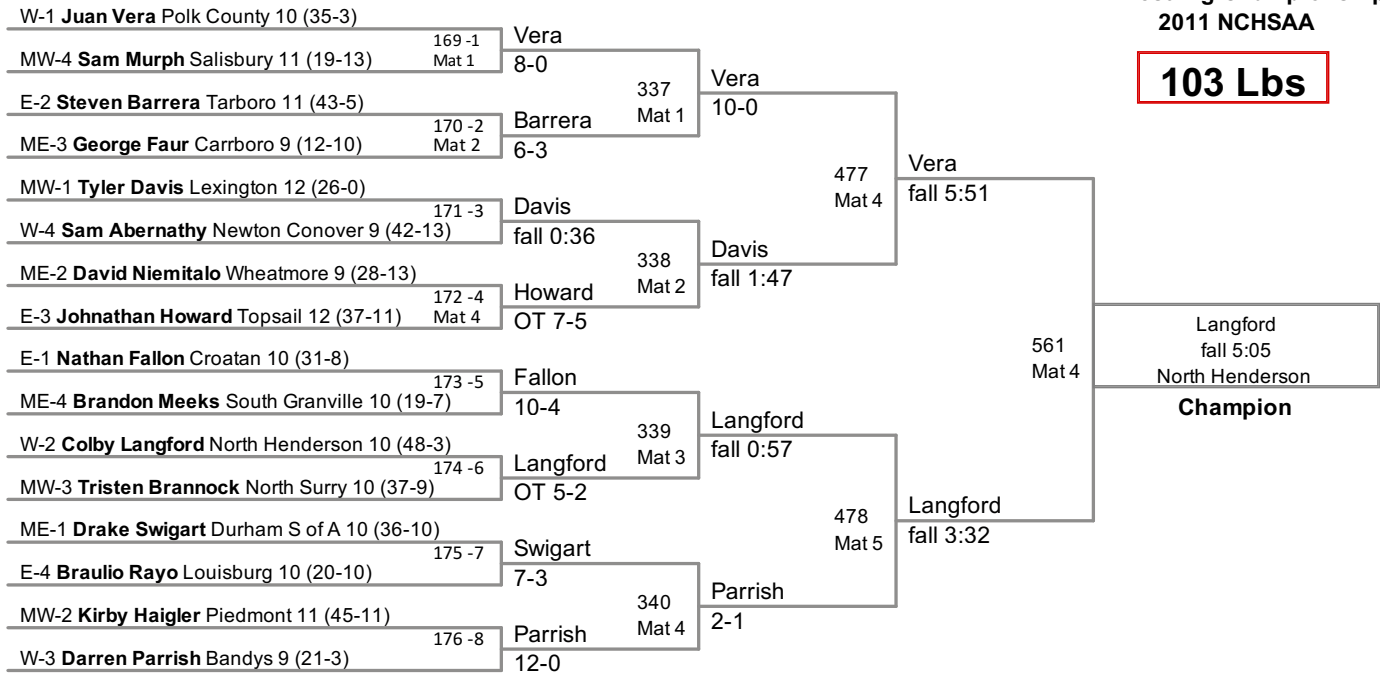 2011 NCHSAA
103 Lbs
W-1 Juan Vera Polk County 10 (35-3)
169 -1
Mat 1
MW-4 Sam Murph Salisbury 11 (19-13)
E-2 Steven Barrera Tarboro 11 (43-5)
170 -2
Mat 2
ME-3 George Faur Carrboro 9 (12-10)
MW-1 Tyler Davis Lexington 12 (26-0)
171 -3
W-4 Sam Abernathy Newton Conover 9 (42-13)
ME-2 David Niemitalo Wheatmore 9 (28-13)
172 -4
Mat 4
E-3 Johnathan Howard Topsail 12 (37-11)
E-1 Nathan Fallon Croatan 10 (31-8)
173 -5
ME-4 Brandon Meeks South Granville 10 (19-7)
W-2 Colby Langford North Henderson 10 (48-3)
174 -6
MW-3 Tristen Brannock North Surry 10 (37-9)
ME-1 Drake Swigart Durham S of A 10 (36-10)
175 -7
E-4 Braulio Rayo Louisburg 10 (20-10)
MW-2 Kirby Haigler Piedmont 11 (45-11)
176 -8
W-3 Darren Parrish Bandys 9 (21-3)
Vera
8-0
337
Mat 1
Barrera
6-3
Davis
fall 0:36
338
Mat 2
Howard
OT 7-5
Fallon
10-4
339
Mat 3
Langford
OT 5-2
Swigart
7-3
340
Mat 4
Parrish
12-0
Vera
10-0
477
Mat 4
Davis
fall 1:47
Langford
fall 0:57
478
Mat 5
Parrish
2-1
Vera
fall 5:51
561
Mat 4
Langford
fall 3:32
Langford
fall 5:05
North Henderson
Champion